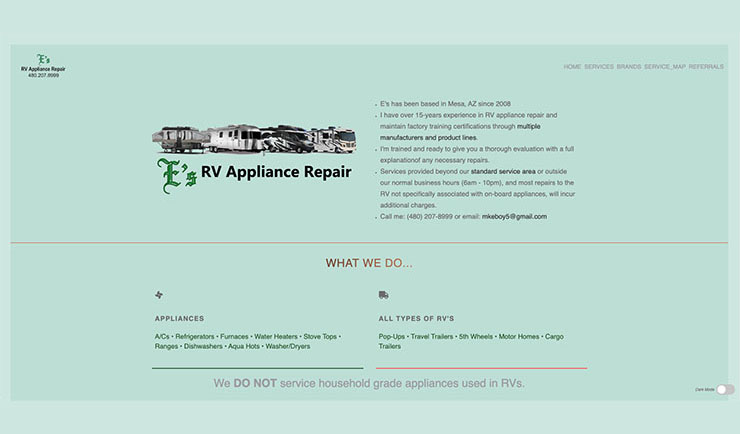 E's
RV Appliance Repair
480.207.8999
HOME SERVICES BRANDS SERVICE_MAP REFERRALS
E's RV Appliance Repair
• E's has been based in Mesa, AZ since 2008
• I have over 15-years experience in RV appliance repair and
maintain factory training certifications through multiple
manufacturers and product lines.
• I'm trained and ready to give you a thorough evaluation with a full
explanationof any necessary repairs.
• Services provided beyond our standard service area or outside
our normal business hours (6am - 10pm), and most repairs to the
RV not specifically associated with on-board appliances, will incur
additional charges.
• Call me: (480) 207-8999 or email: mkeboy5@gmail.com
WHAT WE DO...
APPLIANCES
A/Cs • Refrigerators • Furnaces • Water Heaters • Stove Tops •
Ranges • Dishwashers • Aqua Hots • Washer/Dryers
ALL TYPES OF RV'S
Pop-Ups • Travel Trailers • 5th Wheels • Motor Homes • Cargo
Trailers
We DO NOT service household grade appliances used in RVs.
Dark Mode